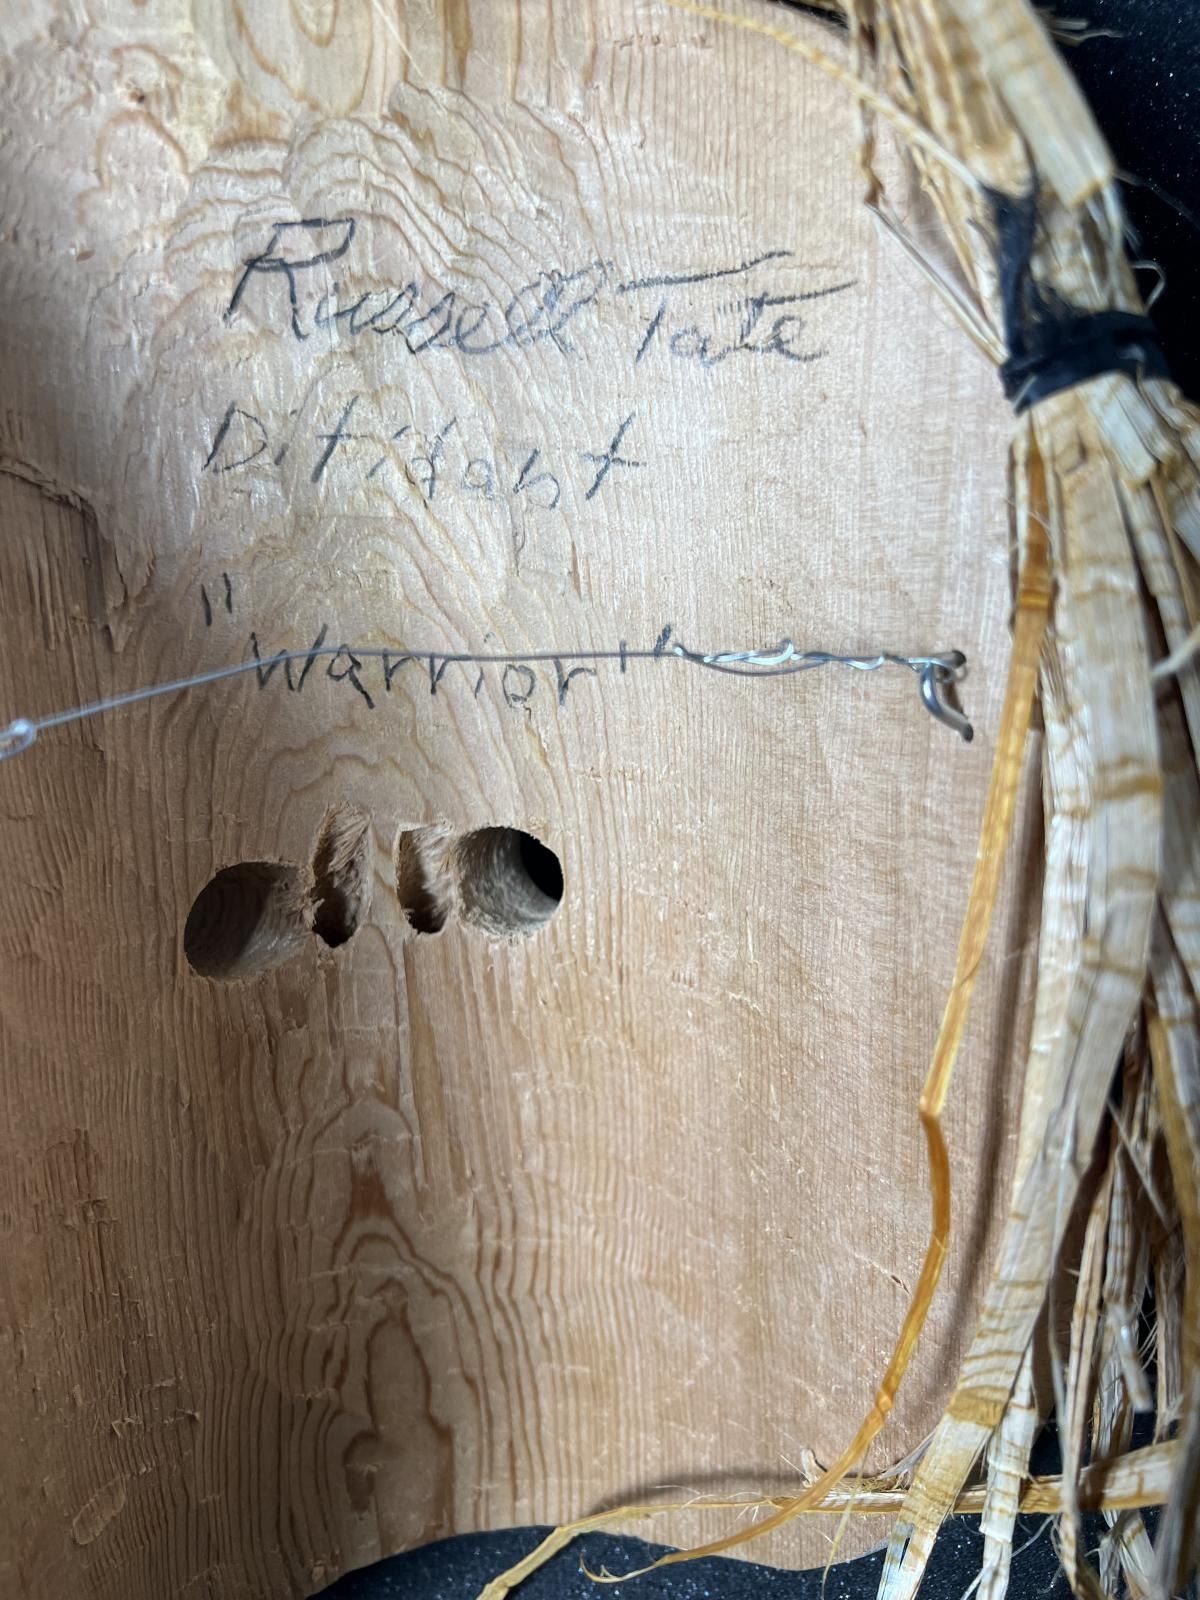 Russell Tate
Ditidaht
"Warrior"